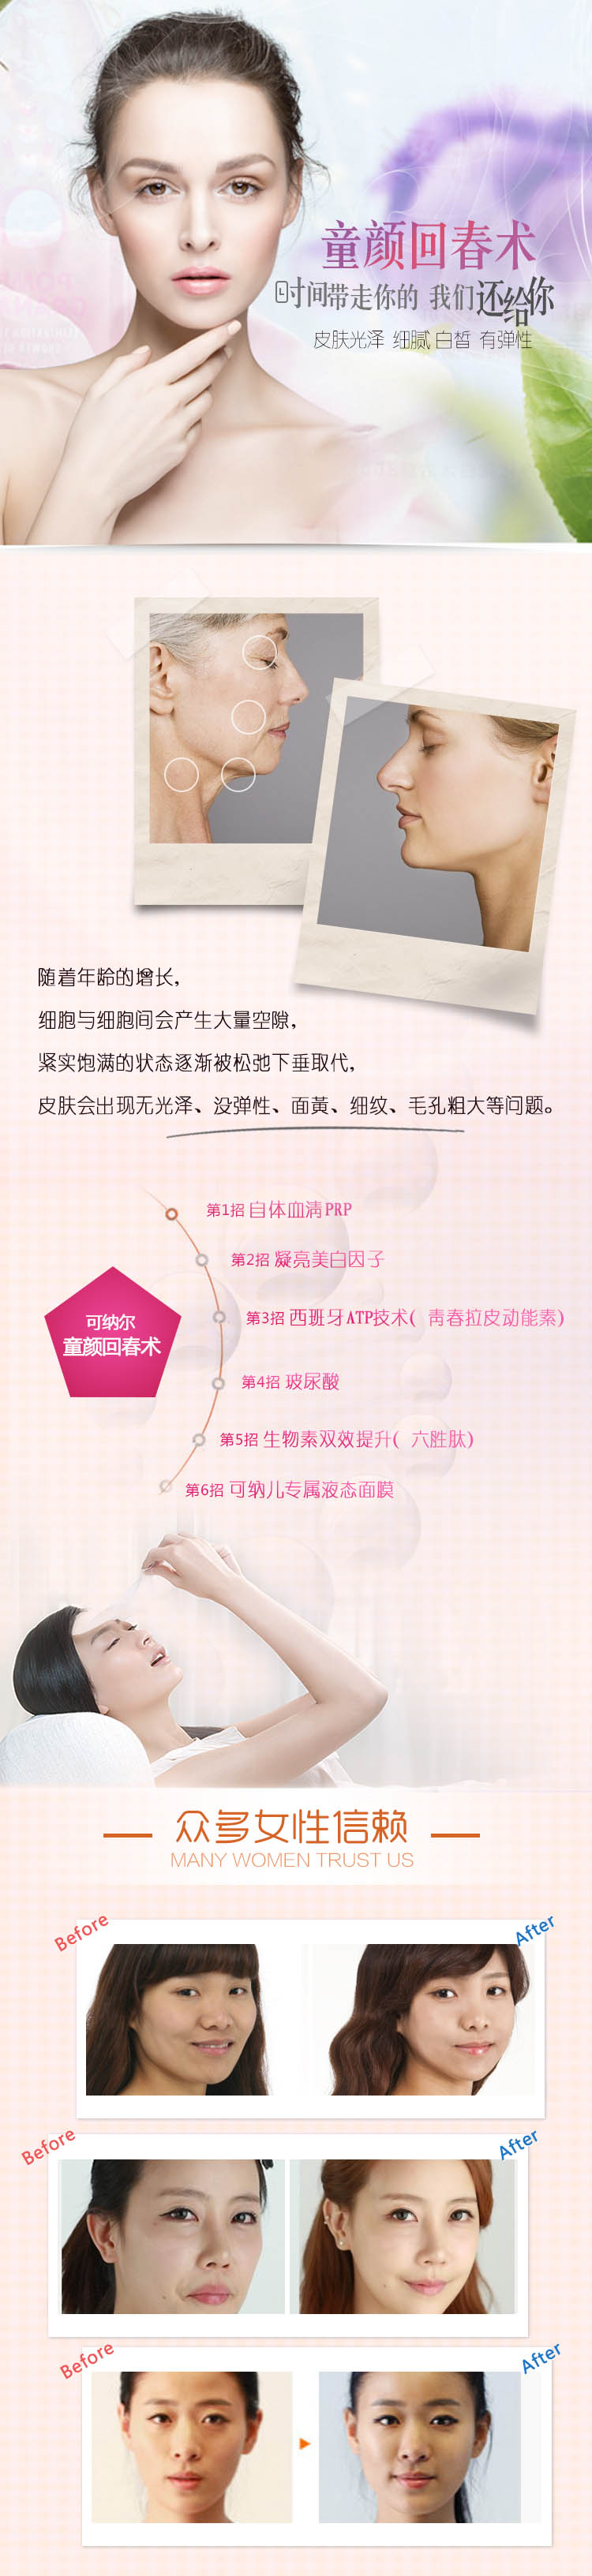 童颜回春术
时间带走你的 我们还给你
皮肤光泽 细腻 白皙 有弹性
随着年龄的增长,
细胞与细胞间会产生大量空隙,
紧实饱满的状态逐渐被松弛下垂取代,
皮肤会出现无光泽、没弹性、面黃、细纹、毛孔粗大等问题。
可纳尔
童颜回春术
第1招 自体血清PRP
第2招 凝亮美白因子
第3招 西班牙ATP技术( 青春拉皮动能素)
第4招 玻尿酸
第5招 生物素双效提升( 六胜肽)
第6招 可纳儿专属液态面膜
众多女性信赖
MANY WOMEN TRUST US
Before
After
Before
After
Before
After